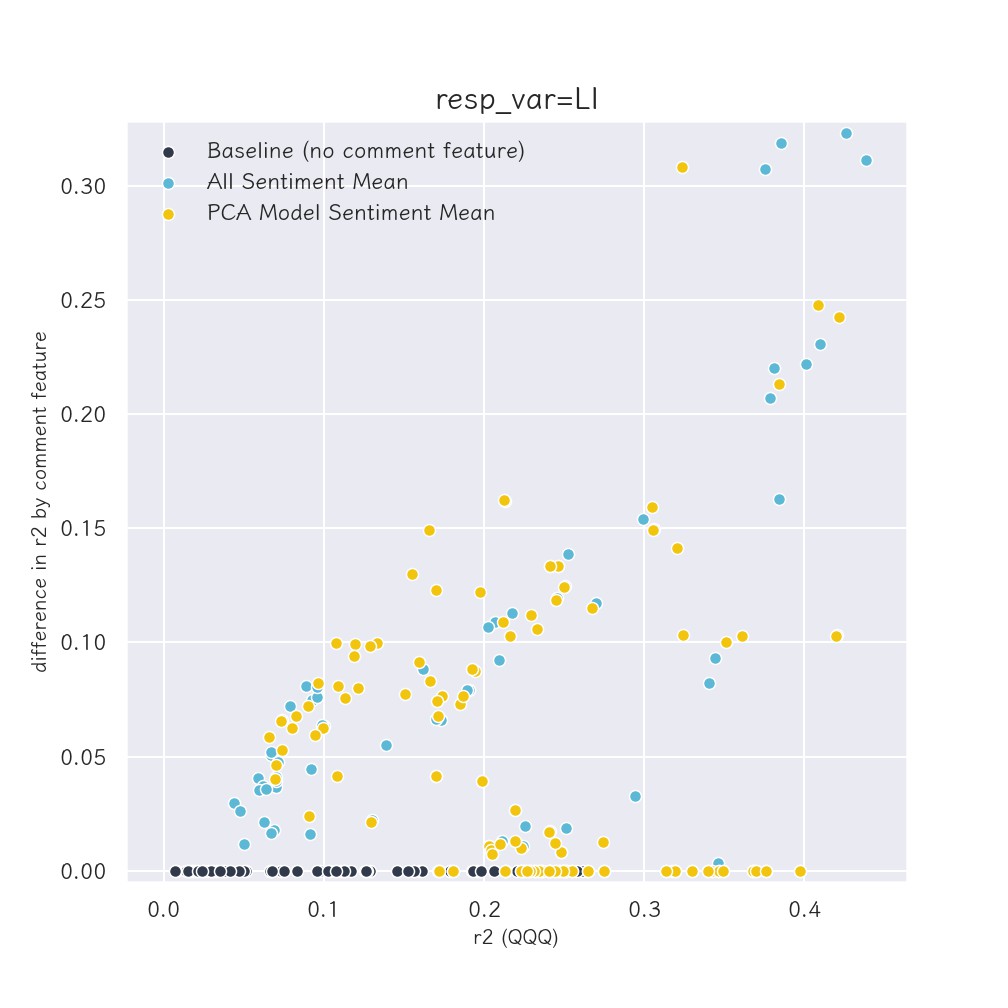 resp_var=LI
Baseline (no comment feature)
All Sentiment Mean
PCA Model Sentiment Mean
difference in r2 by comment feature
0.30
0.25
0.20
0.15
0.10
0.05
0.00
0.0 0.1 0.2 0.3 0.4
r2 (QQQ)